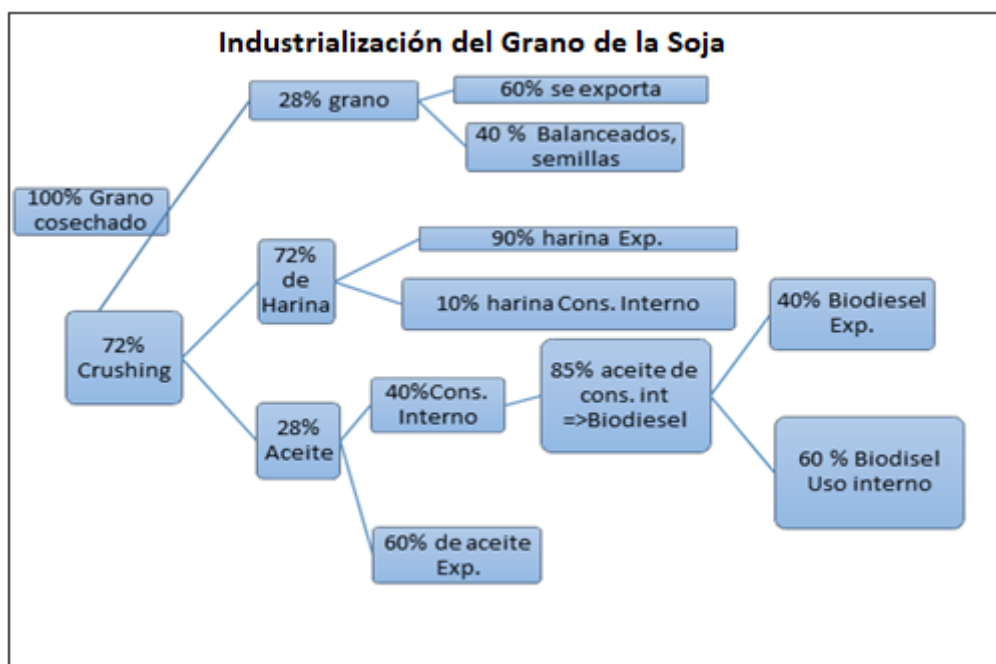 Industrialización del Grano de la Soja
28% grano
60% se exporta
40 % Balanceados,
semillas
100% Grano
cosechado
72%
Crushing
72%
de
Harina
90% harina Exp.
10% harina Cons. Interno
28%
Aceite
40%Cons.
Interno
60% de aceite
Exp.
85% aceite de
cons. int
=>Biodiesel
40% Biodiesel
Exp.
60 % Biodisel
Uso interno